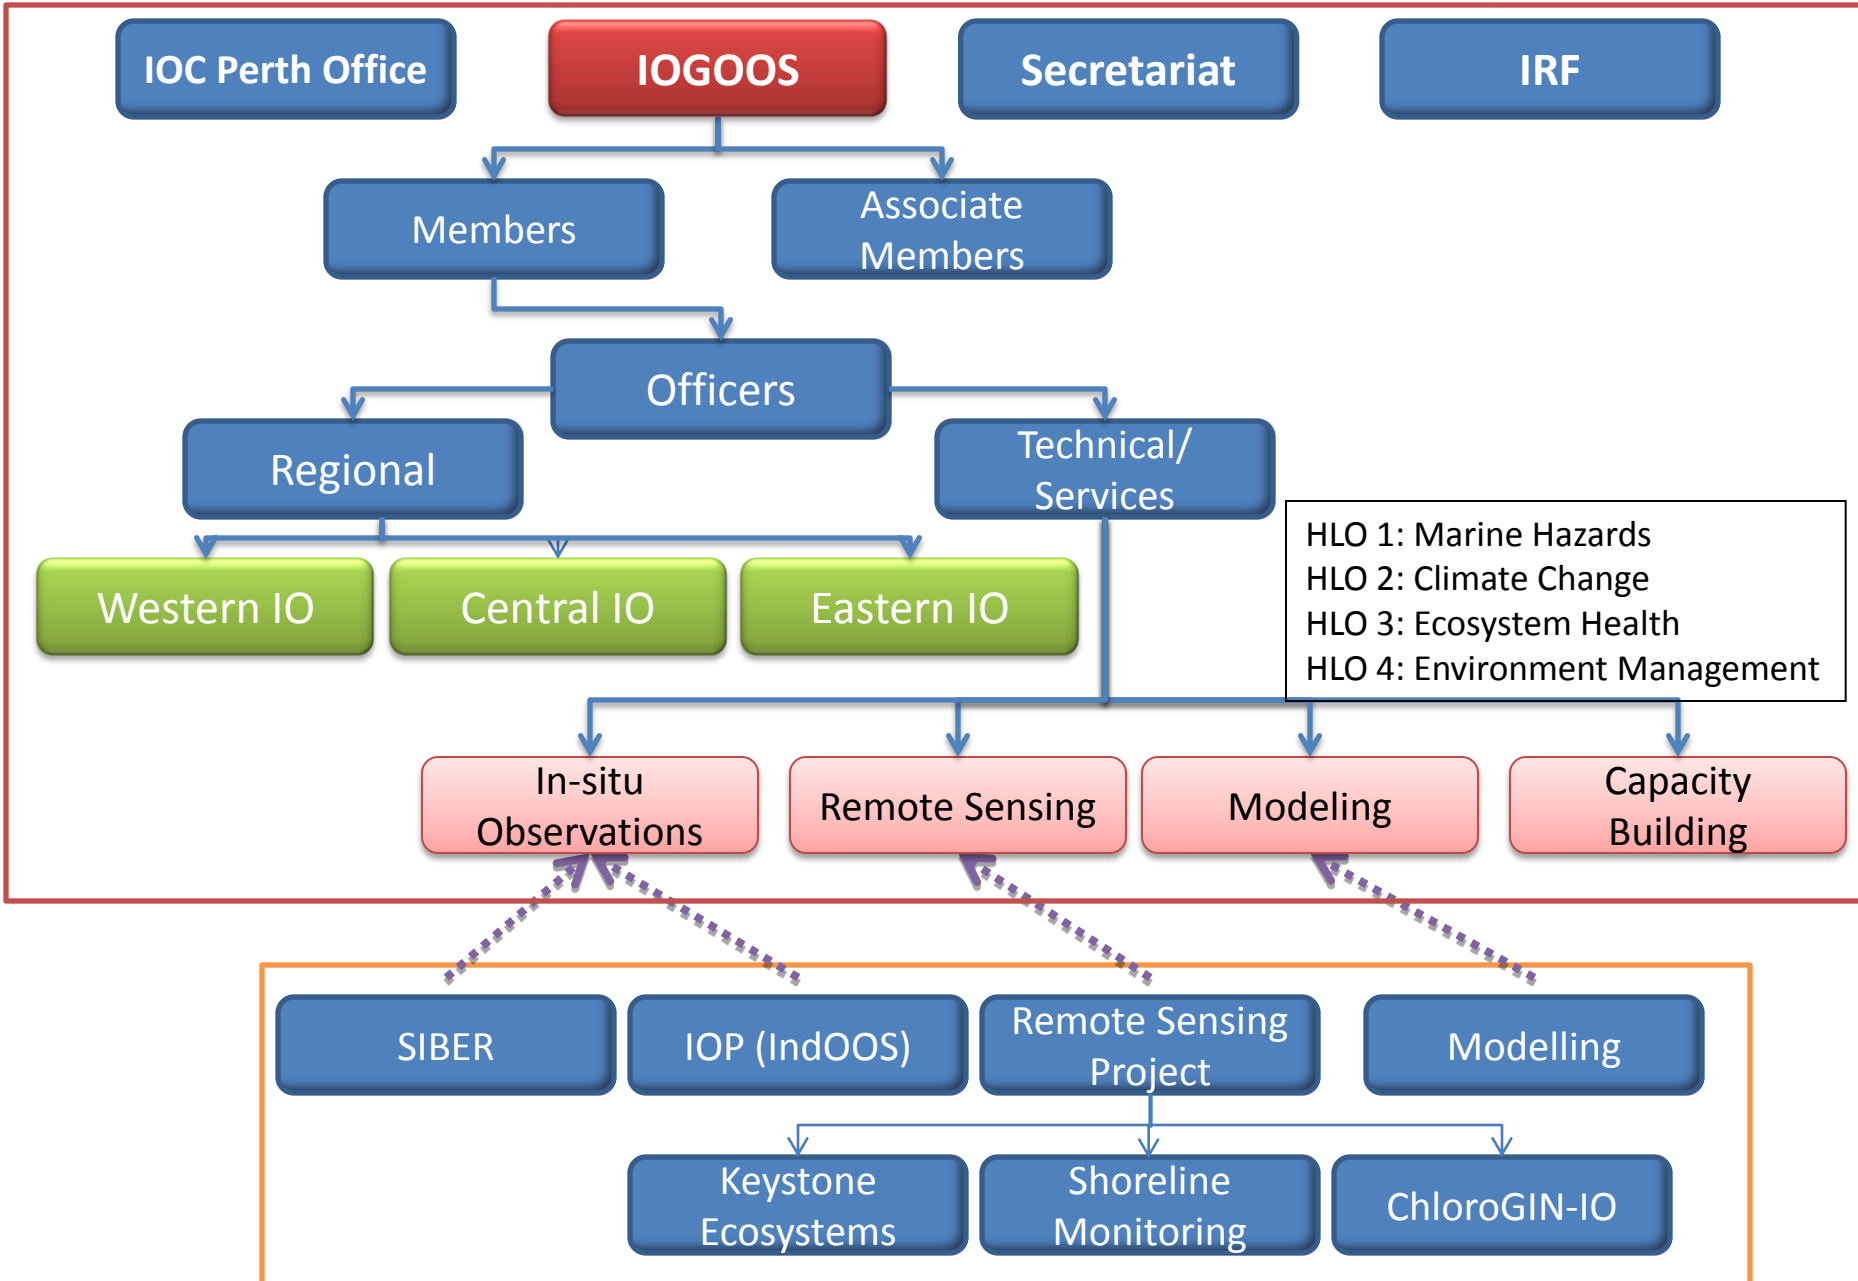 IOC Perth Office
IOGOOS
Secretariat
IRF
Members
Associate
Members
Officers
Regional
Technical/
Services
HLO 1: Marine Hazards
HLO 2: Climate Change
HLO 3: Ecosystem Health
HLO 4: Environment Management
Western IO
Central IO
Eastern IO
In-situ
Observations
Remote Sensing
Modeling
Capacity
Building
SIBER
IOP (IndOOS)
Remote Sensing
Project
Modelling
Keystone
Ecosystems
Shoreline
Monitoring
ChloroGIN-IO